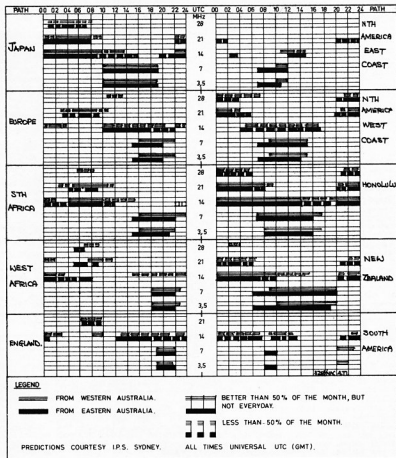 PATH 00 02 04 06 08 10 12 14 16 18 20 22 24 UTC 00 02 04 06 08 10 12 14 16 18 20 22 24 PATH
MHz
JAPAN
28
21
14
7
3,5
NTH
AMERICA
EAST
COAST
EUROPE
28
21
14
7
3,5
NTH
AMERICA
WEST
COAST
STH
AFRICA
28
21
14
7
3,5
HONOLULU
WEST
AFRICA
28
21
14
7
3,5
NEW
ZEALAND
ENGLAND.
21
14
7
3,5
SOUTH
AMERICA
LEGEND
FROM WESTERN AUSTRALIA.
FROM EASTERN AUSTRALIA.
BETTER THAN 50% OF THE MONTH, BUT
NOT EVERYDAY.
LESS THAN 50% OF THE MONTH.
PREDICTIONS COURTESY I.P.S. SYDNEY.
ALL TIMES UNIVERSAL UTC (GMT).